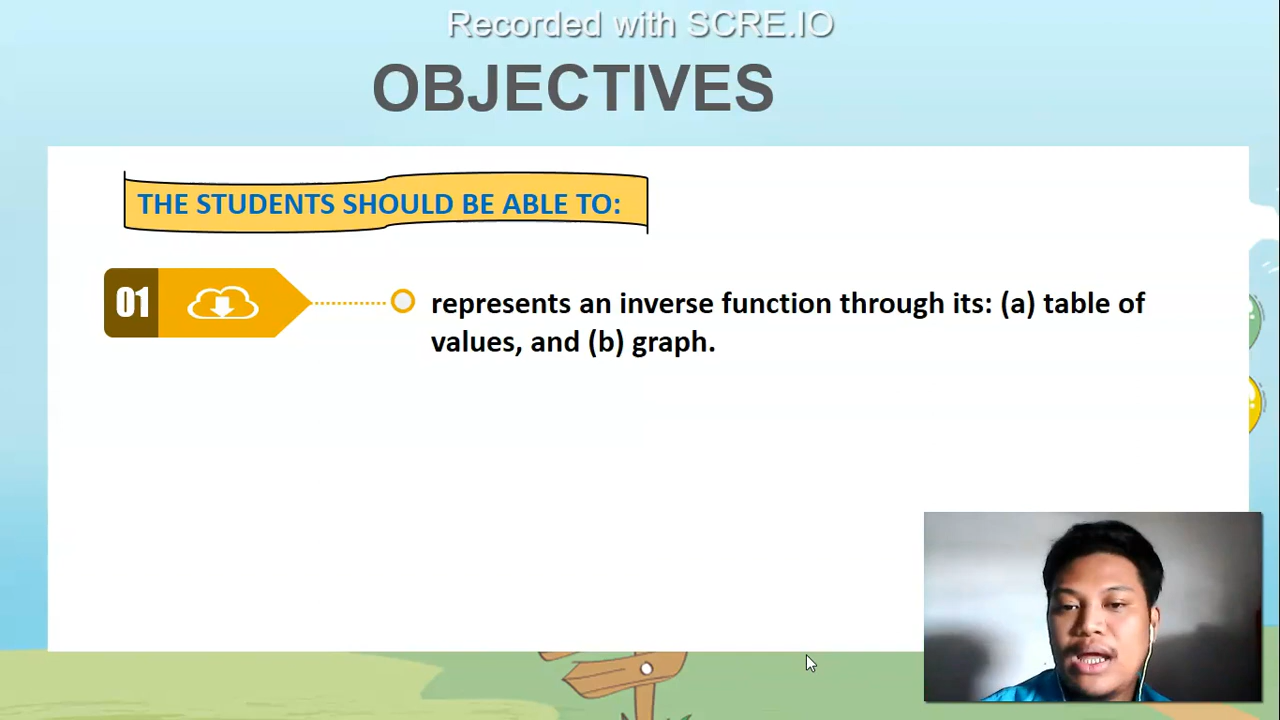 Recorded with SCRE.IO
OBJECTIVES
THE STUDENTS SHOULD BE ABLE TO:
01
represents an inverse function through its: (a) table of
values, and (b) graph.